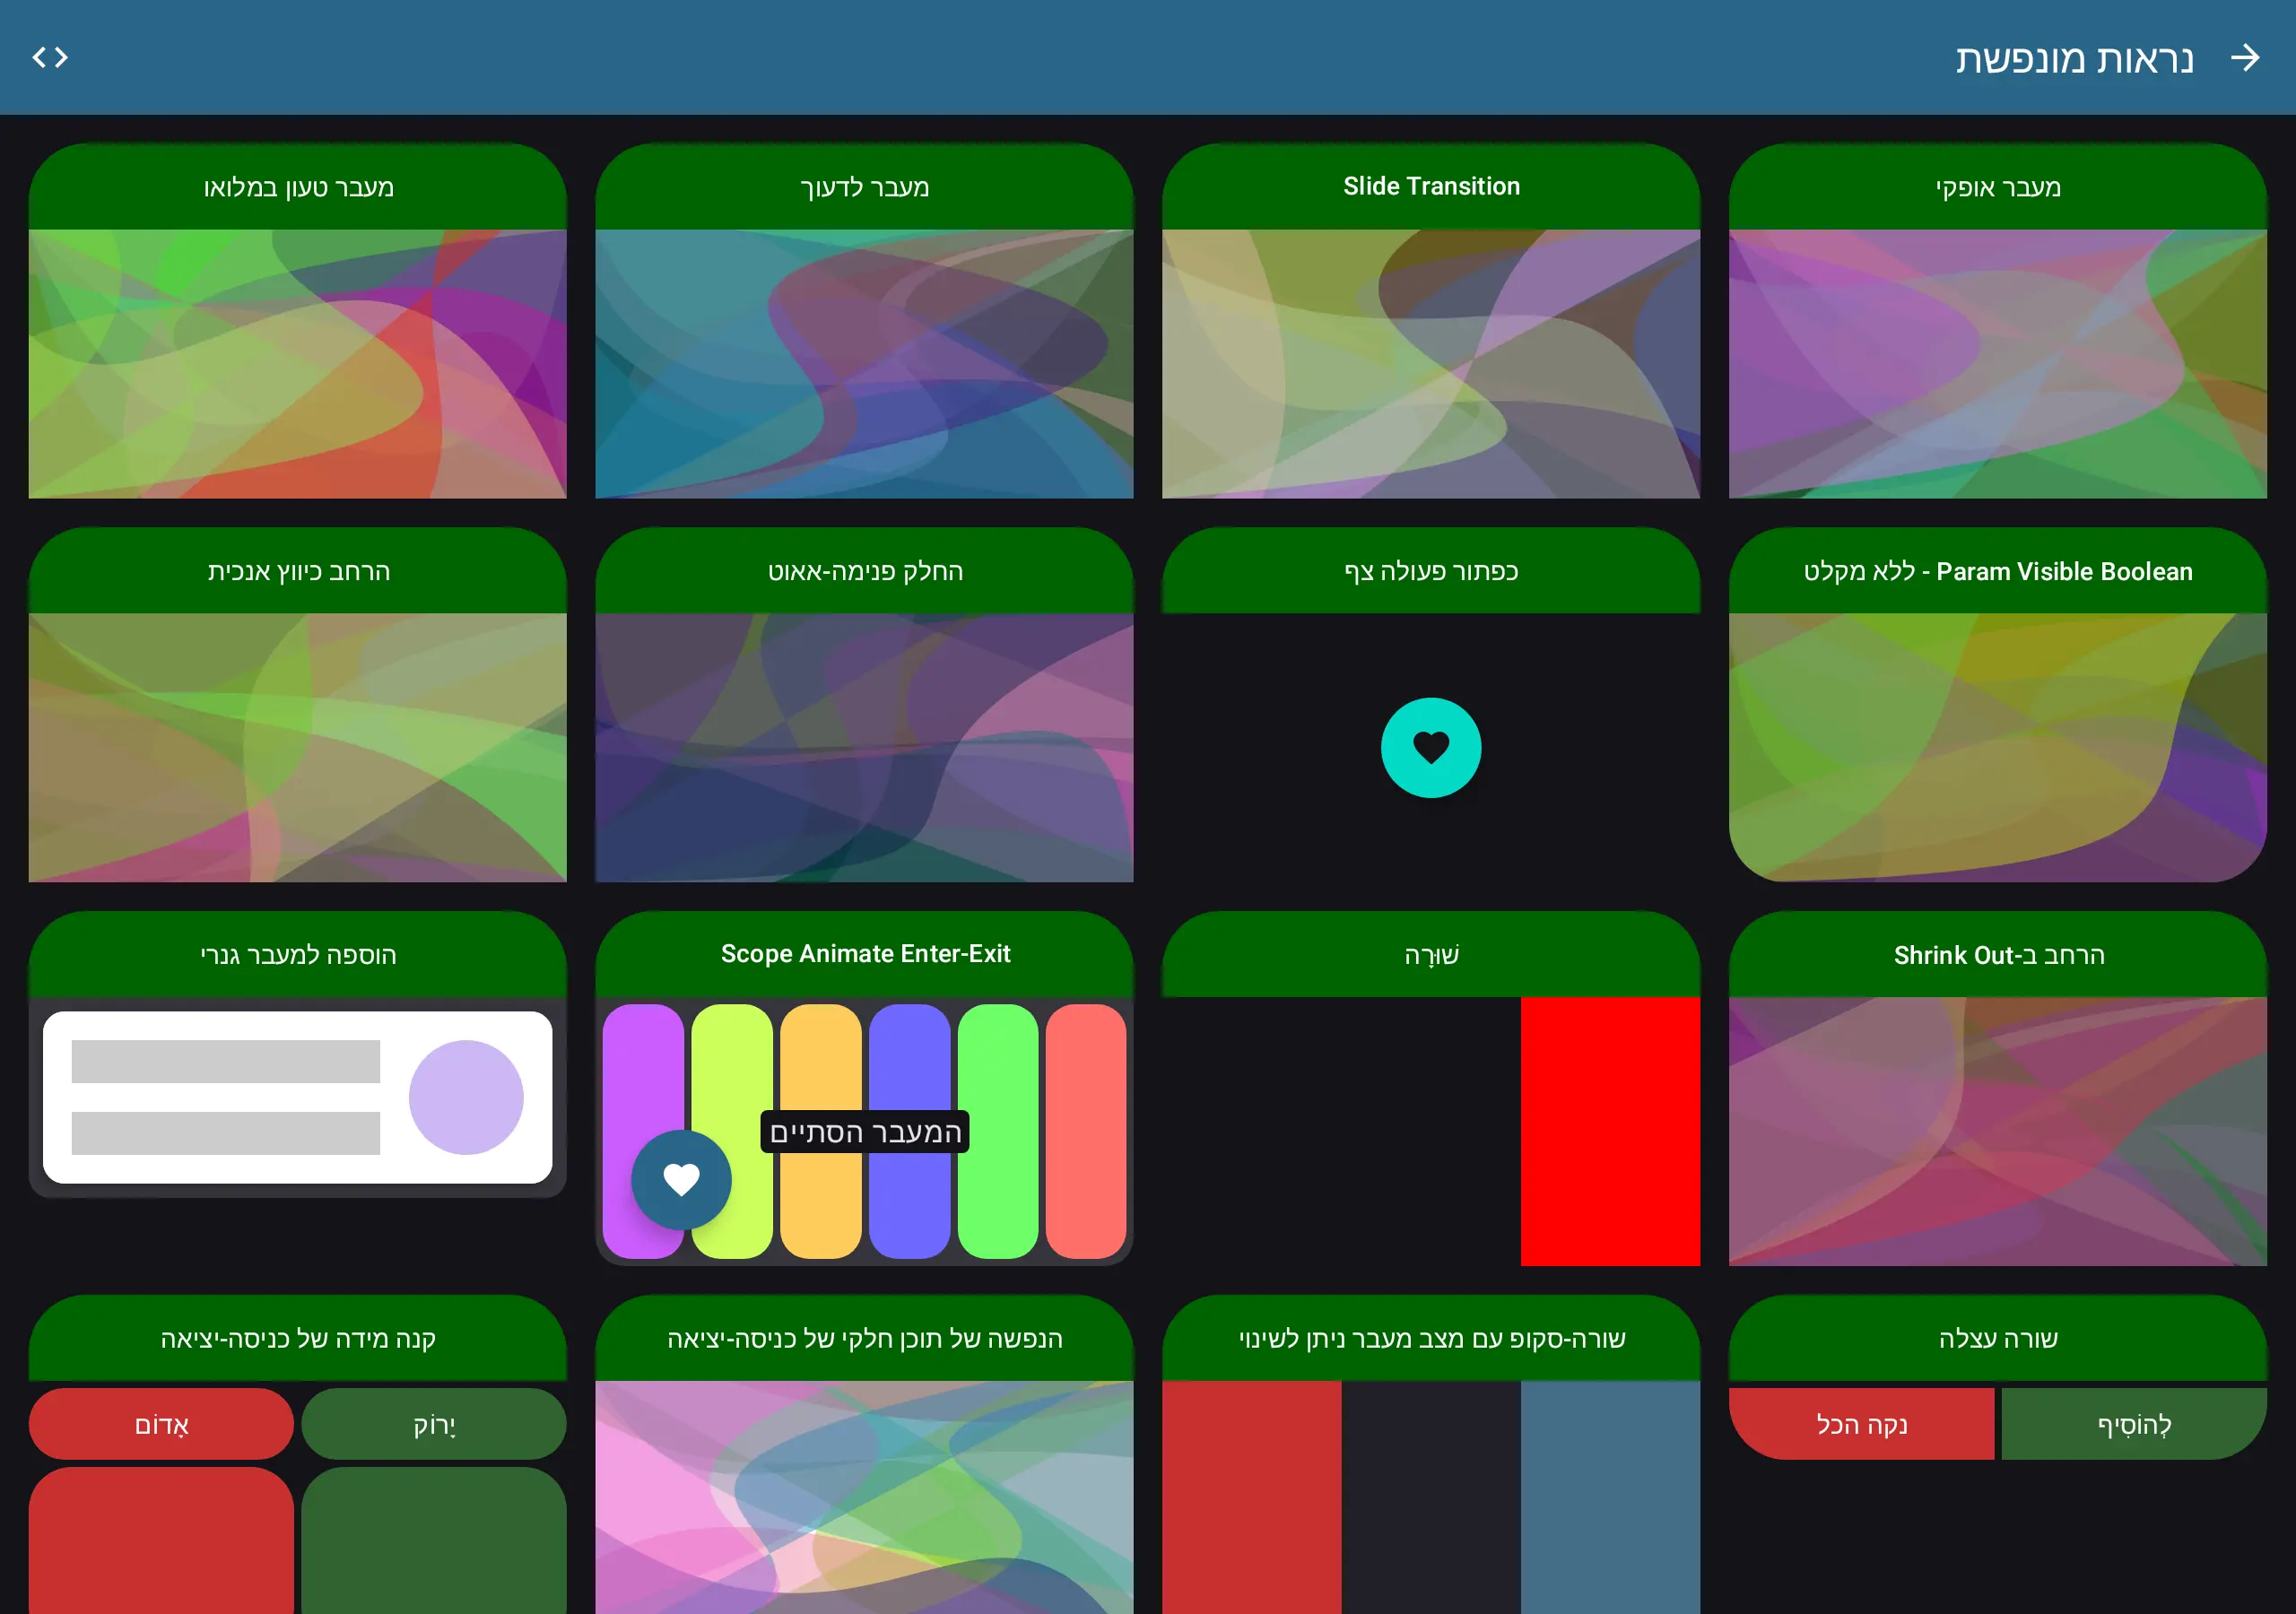 נראות מונפשת
מעבר אופקי
Slide Transition
מעבר לדעוך
מעבר טעון במלואו
Param Visible Boolean - ללא מקלט
כפתור פעולה צף
החלק פנימה-אאוט
הרחב כיווץ אנכית
הרחב ב-Shrink Out
שׁוּרָה
Scope Animate Enter-Exit
המעבר הסתיים
הוספה למעבר גנרי
שורה עצלה
לְהוֹסִיף
נקה הכל
שורה-סקופ עם מצב מעבר ניתן לשינוי
הנפשה של תוכן חלקי של כניסה-יציאה
קנה מידה של כניסה-יציאה
יָרוֹק
אָדוֹם